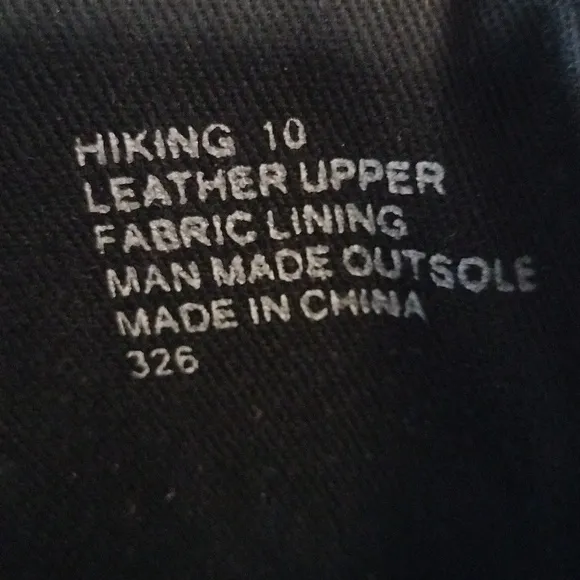 HIKING 10
LEATHER UPPER
FABRIC LINING
MAN MADE OUTSOLE
MADE IN CHINA
326